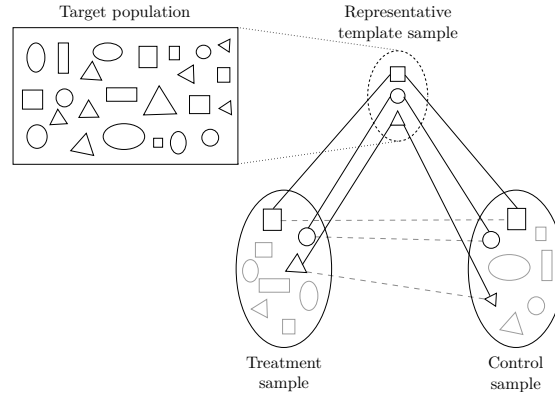 Target population
Representative
template sample
Treatment
sample
Control
sample